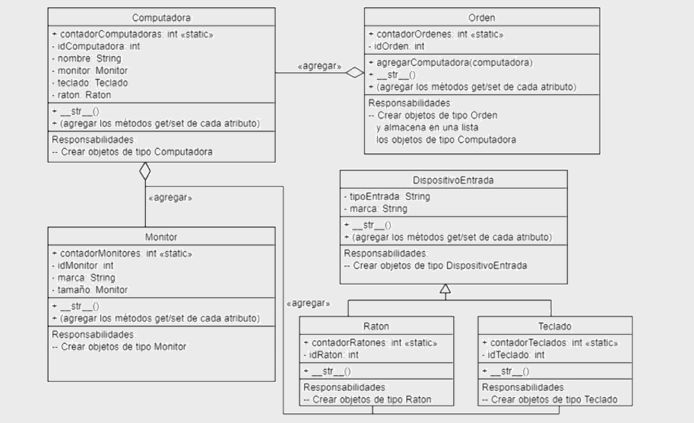 Computadora
+ contadorComputadoras: int «static»
- idComputadora: int
- nombre: String
- monitor: Monitor
- teclado: Teclado
- raton: Raton
+ __str__()
+ (agregar los métodos get/set de cada atributo)
Responsabilidades:
-- Crear objetos de tipo Computadora
«agregar»
Orden
+ contadorOrdenes: int «static»
- idOrden: int
+ agregarComputadora(computadora)
+ __str__()
+ (agregar los métodos get/set de cada atributo)
Responsabilidades:
-- Crear objetos de tipo Orden
y almacena en una lista
los objetos de tipo Computadora
«agregar»
DispositivoEntrada
- tipoEntrada: String
- marca: String
+ __str__()
+ (agregar los métodos get/set de cada atributo)
Responsabilidades:
-- Crear objetos de tipo DispositivoEntrada
Monitor
+ contadorMonitores: int «static»
- idMonitor: int
- marca: String
- tamaño: Monitor
+ __str__()
+ (agregar los métodos get/set de cada atributo)
Responsabilidades:
-- Crear objetos de tipo Monitor
«agregar»
Raton
+ contadorRatones: int «static»
- idRaton: int
+ __str__()
Responsabilidades:
-- Crear objetos de tipo Raton
Teclado
+ contadorTeclados: int «static»
- idTeclado: int
+ __str__()
Responsabilidades:
-- Crear objetos de tipo Teclado